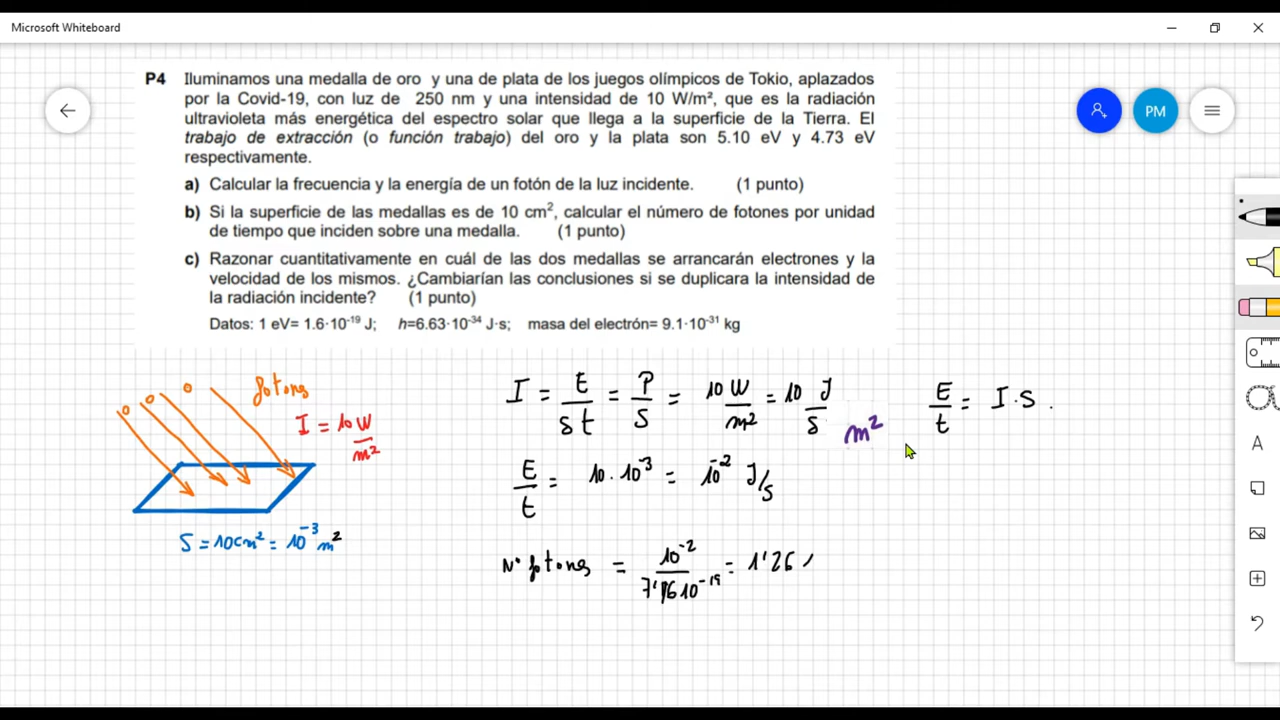 Microsoft Whiteboard
P4 Iluminamos una medalla de oro y una de plata de los juegos olímpicos de Tokio, aplazados
por la Covid-19, con luz de 250 nm y una intensidad de 10 W/m², que es la radiación
ultravioleta más energética del espectro solar que llega a la superficie de la Tierra. El
trabajo de extracción (o función trabajo) del oro y la plata son 5.10 eV y 4.73 eV
respectivamente.
a) Calcular la frecuencia y la energía de un fotón de la luz incidente. (1 punto)
b) Si la superficie de las medallas es de 10 cm², calcular el número de fotones por unidad
de tiempo que inciden sobre una medalla. (1 punto)
c) Razonar cuantitativamente en cuál de las dos medallas se arrancarán electrones y la
velocidad de los mismos. ¿Cambiarían las conclusiones si se duplicara la intensidad de
la radiación incidente? (1 punto)
Datos: 1 eV= 1.6·10⁻¹⁹ J; h=6.63·10⁻³⁴ J·s; masa del electrón= 9.1·10⁻³¹ kg
PM
A
fotones
I = 10 W/m²
S = 10cm² = 10⁻³ m²
I = E/st = P/S = 10 W/m² = 10 J/s m² E/t = I·S.
E/t = 10·10⁻³ = 10⁻² J/s
Nº fotones = 10⁻²/ = 1'26